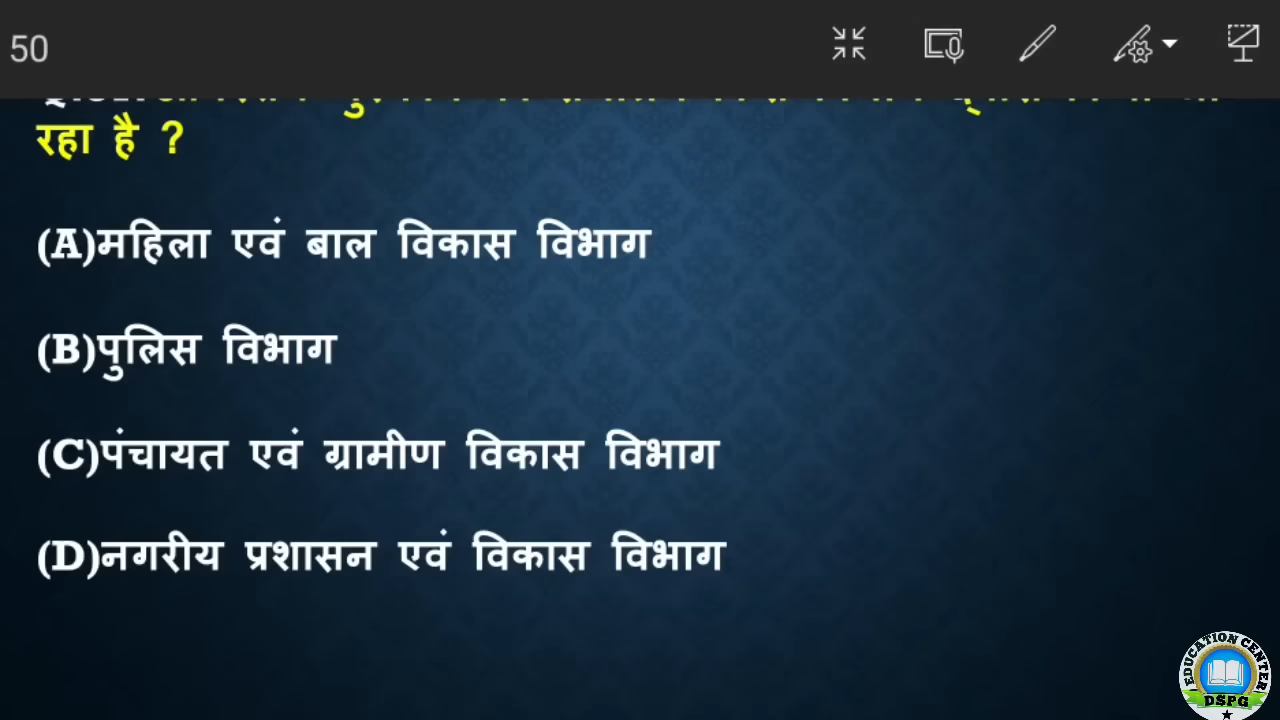 50
रहा है ?
(A)महिला एवं बाल विकास विभाग
(B)पुलिस विभाग
(C)पंचायत एवं ग्रामीण विकास विभाग
(D)नगरीय प्रशासन एवं विकास विभाग
EDUCATION CENTER
DSPG